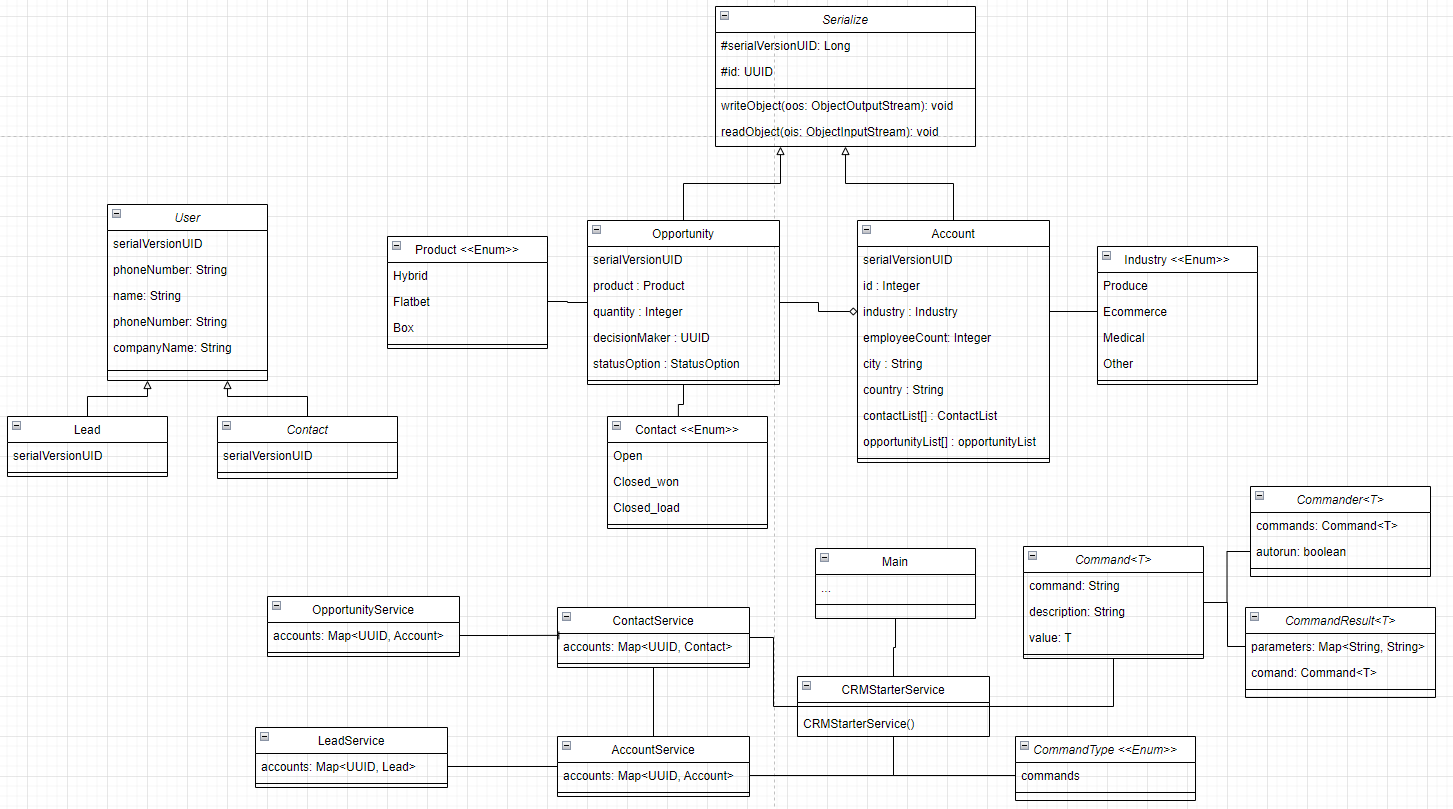 Serialize
#serialVersionUID: Long
#id: UUID
writeObject(oos: ObjectOutputStream): void
readObject(ois: ObjectInputStream): void
User
serialVersionUID
phoneNumber: String
name: String
phoneNumber: String
companyName: String
Product <<Enum>>
Hybrid
Flatbet
Box
Opportunity
serialVersionUID
product : Product
quantity : Integer
decisionMaker : UUID
statusOption : StatusOption
Account
serialVersionUID
id : Integer
industry : Industry
employeeCount: Integer
city : String
country : String
contactList[] : ContactList
opportunityList[] : opportunityList
Industry <<Enum>>
Produce
Ecommerce
Medical
Other
Lead
serialVersionUID
Contact
serialVersionUID
Contact <<Enum>>
Open
Closed_won
Closed_load
Commander<T>
commands: Command<T>
autorun: boolean
Main
...
Command<T>
command: String
description: String
value: T
OpportunityService
accounts: Map<UUID, Account>
ContactService
accounts: Map<UUID, Contact>
CommandResult<T>
parameters: Map<String, String>
comand: Command<T>
CRMStarterService
CRMStarterService()
LeadService
accounts: Map<UUID, Lead>
AccountService
accounts: Map<UUID, Account>
CommandType <<Enum>>
commands